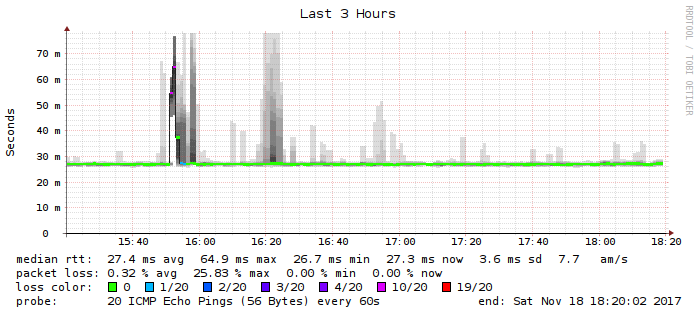 Last 3 Hours
RRDTOOL / TOBI OETIKER
Seconds
70 m
60 m
50 m
40 m
30 m
20 m
10 m
0
15:40 16:00 16:20 16:40 17:00 17:20 17:40 18:00 18:20
median rtt: 27.4 ms avg 64.9 ms max 26.7 ms min 27.3 ms now 3.6 ms sd 7.7 am/s
packet loss: 0.32 % avg 25.83 % max 0.00 % min 0.00 % now
loss color: 0 1/20 2/20 3/20 4/20 10/20 19/20
probe: 20 ICMP Echo Pings (56 Bytes) every 60s end: Sat Nov 18 18:20:02 2017